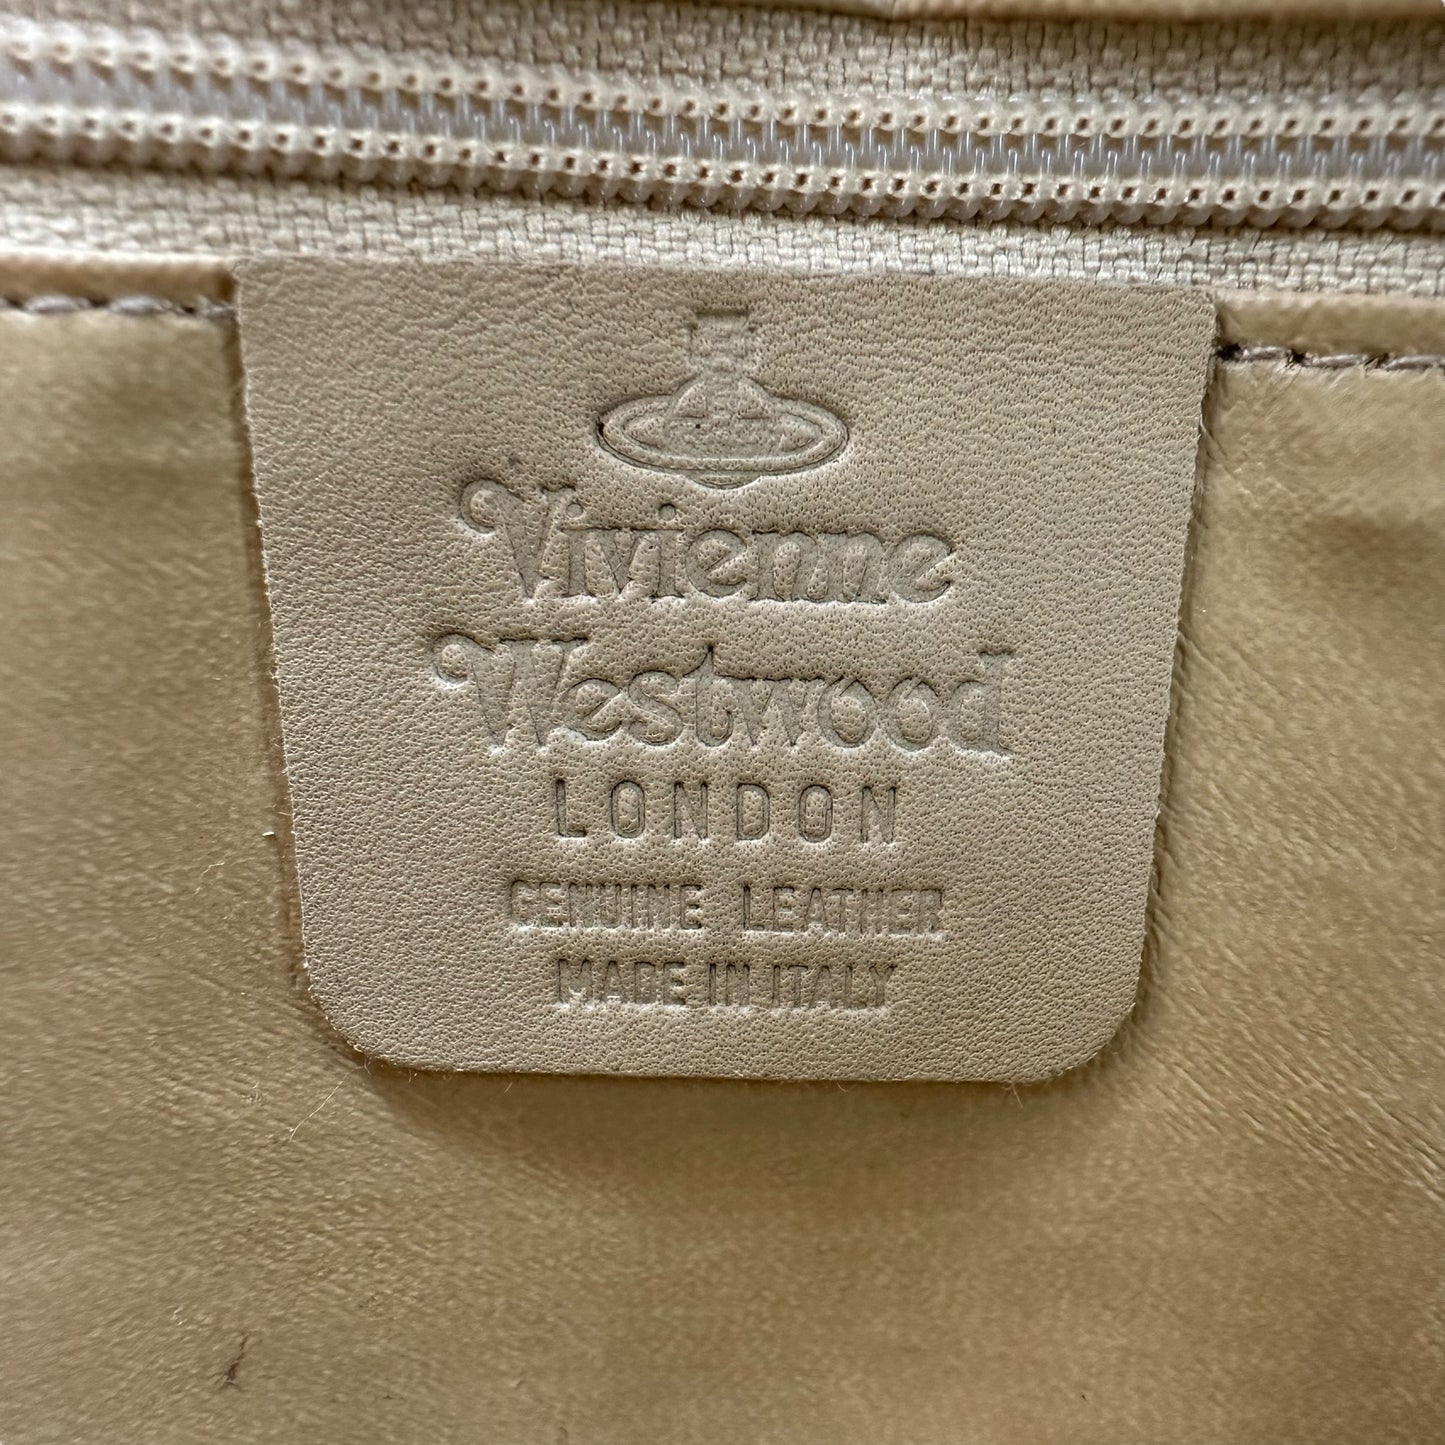 Vivienne
Westwood
LONDON
GENUINE LEATHER
MADE IN ITALY